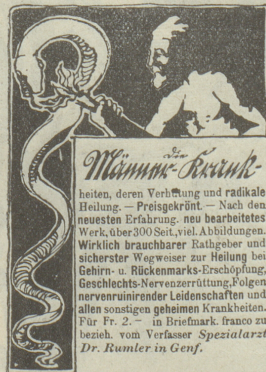 Die
Männer-Krank-
heiten, deren Verhütung und radikale
Heilung. — Preisgekrönt. — Nach den
neuesten Erfahrung. neu bearbeitetes
Werk, über 300 Seit., viel. Abbildungen.
Wirklich brauchbarer Rathgeber und
sicherster Wegweiser zur Heilung bei
Gehirn- u. Rückenmarks-Erschöpfung,
Geschlechts-Nervenzerrüttung, Folgen
nervenruinirender Leidenschaften und
allen sonstigen geheimen Krankheiten.
Für Fr. 2. — in Briefmark. franco zu
bezieh. vom Verfasser Spezialarzt
Dr. Rumler in Genf.